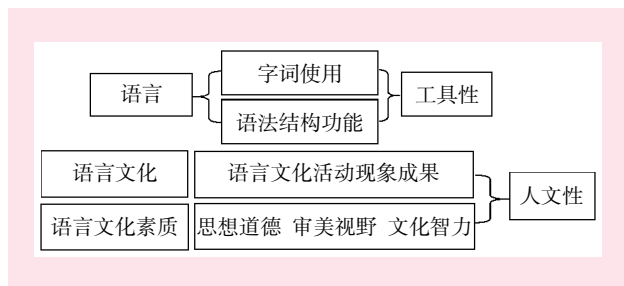 字词使用
语言
工具性
语法结构功能
语言文化 语言文化活动现象成果
人文性
语言文化素质 思想道德 审美视野 文化智力